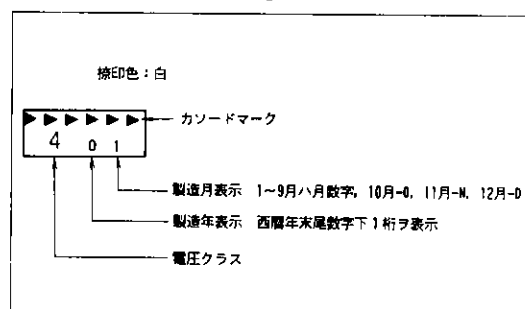 標印色：白
カソードマーク
4 0 1
製造月表示 1～9月ハ月数字, 10月-O, 11月-N, 12月-D
製造年表示 西暦年末尾数字下1桁ヲ表示
電圧クラス